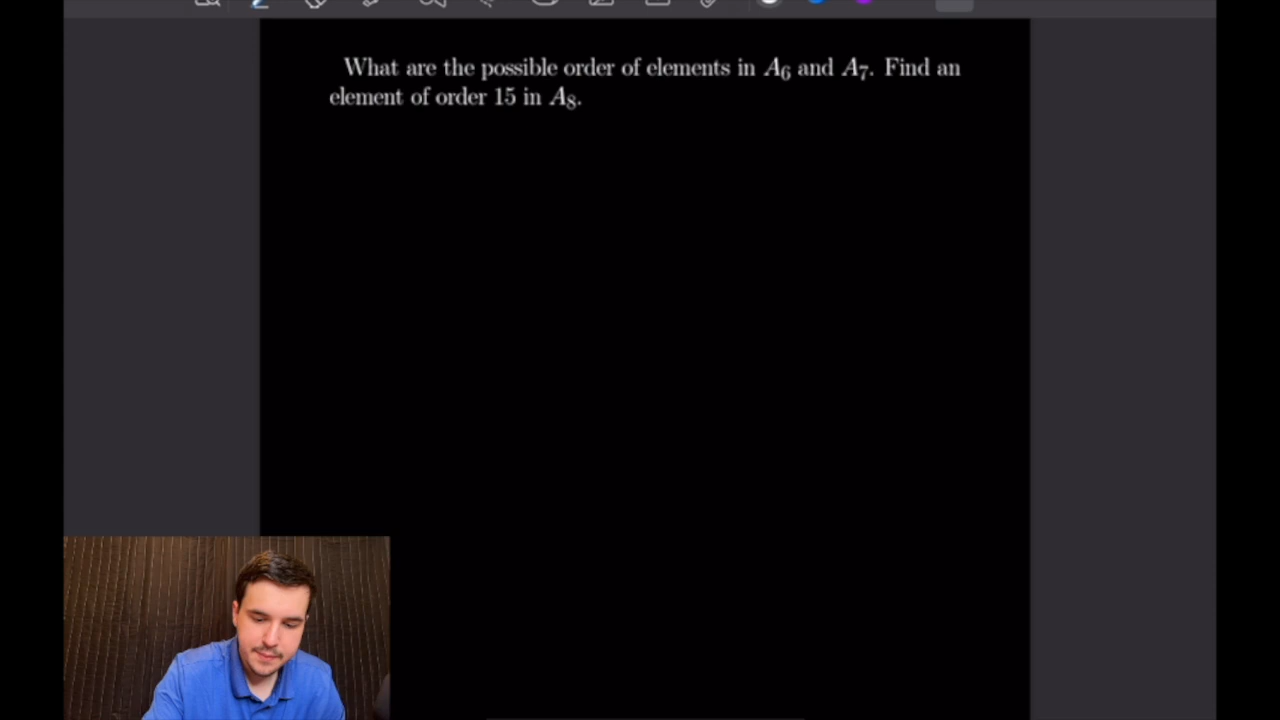 What are the possible order of elements in A₆ and A₇. Find an
element of order 15 in A₈.